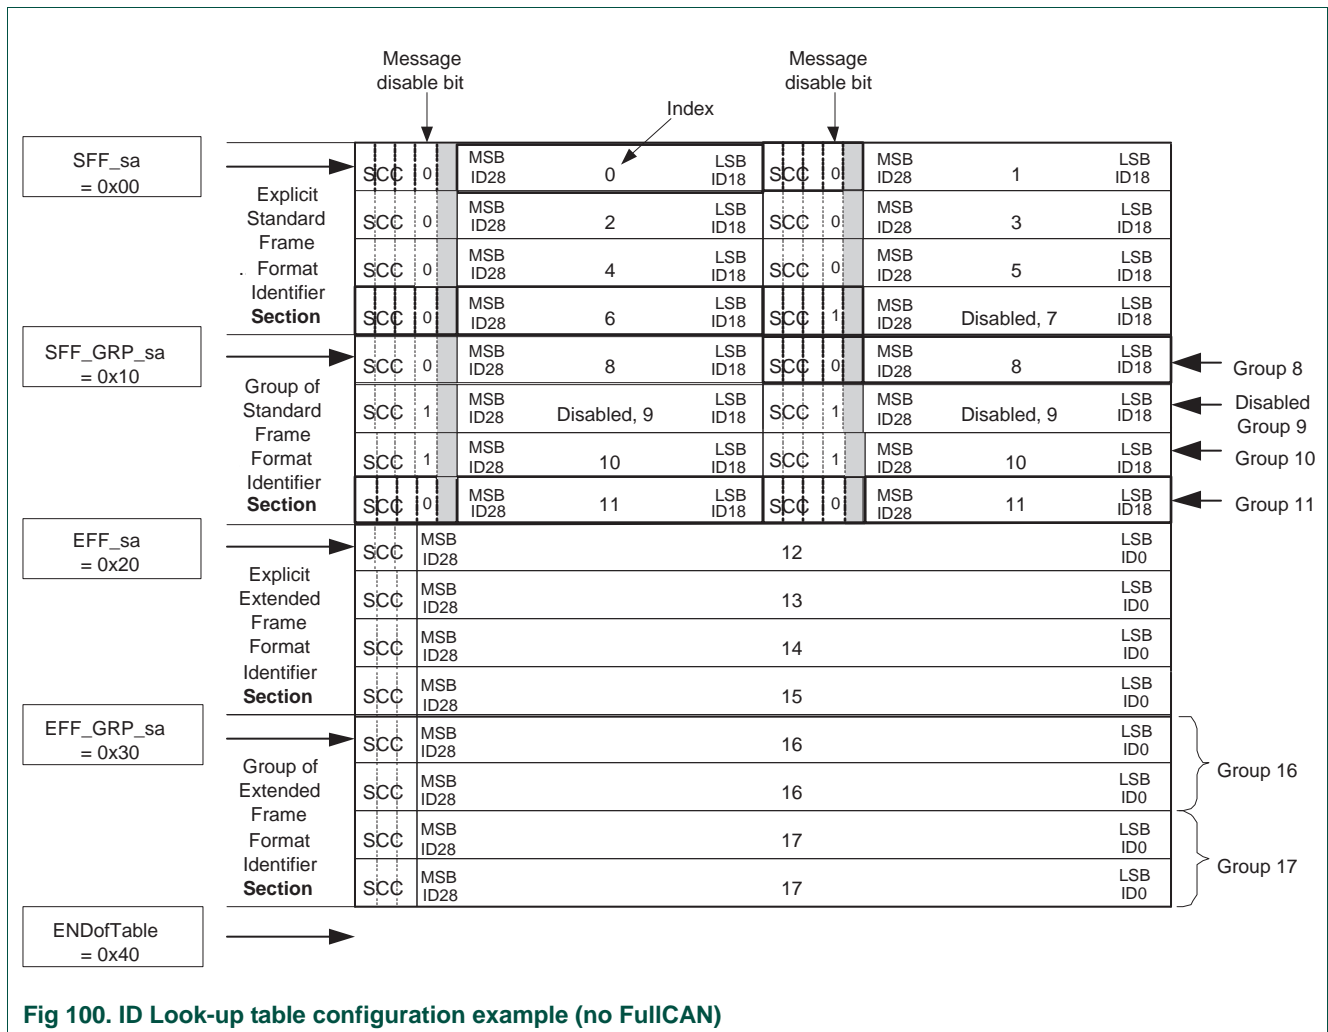 Message
disable bit
Message
disable bit
Index
SFF_sa
= 0x00
Explicit
Standard
Frame
. Format
Identifier
Section
SCC 0 MSB ID28 0 LSB ID18 SCC 0 MSB ID28 1 LSB ID18
SCC 0 MSB ID28 2 LSB ID18 SCC 0 MSB ID28 3 LSB ID18
SCC 0 MSB ID28 4 LSB ID18 SCC 0 MSB ID28 5 LSB ID18
SCC 0 MSB ID28 6 LSB ID18 SCC 1 MSB ID28 Disabled, 7 LSB ID18
SFF_GRP_sa
= 0x10
Group of
Standard
Frame
Format
Identifier
Section
SCC 0 MSB ID28 8 LSB ID18 SCC 0 MSB ID28 8 LSB ID18 Group 8
SCC 1 MSB ID28 Disabled, 9 LSB ID18 SCC 1 MSB ID28 Disabled, 9 LSB ID18 Disabled Group 9
SCC 1 MSB ID28 10 LSB ID18 SCC 1 MSB ID28 10 LSB ID18 Group 10
SCC 0 MSB ID28 11 LSB ID18 SCC 0 MSB ID28 11 LSB ID18 Group 11
EFF_sa
= 0x20
Explicit
Extended
Frame
Format
Identifier
Section
SCC MSB ID28 12 LSB ID0
SCC MSB ID28 13 LSB ID0
SCC MSB ID28 14 LSB ID0
SCC MSB ID28 15 LSB ID0
EFF_GRP_sa
= 0x30
Group of
Extended
Frame
Format
Identifier
Section
SCC MSB ID28 16 LSB ID0
SCC MSB ID28 16 LSB ID0
Group 16
SCC MSB ID28 17 LSB ID0
SCC MSB ID28 17 LSB ID0
Group 17
ENDofTable
= 0x40
Fig 100. ID Look-up table configuration example (no FullCAN)